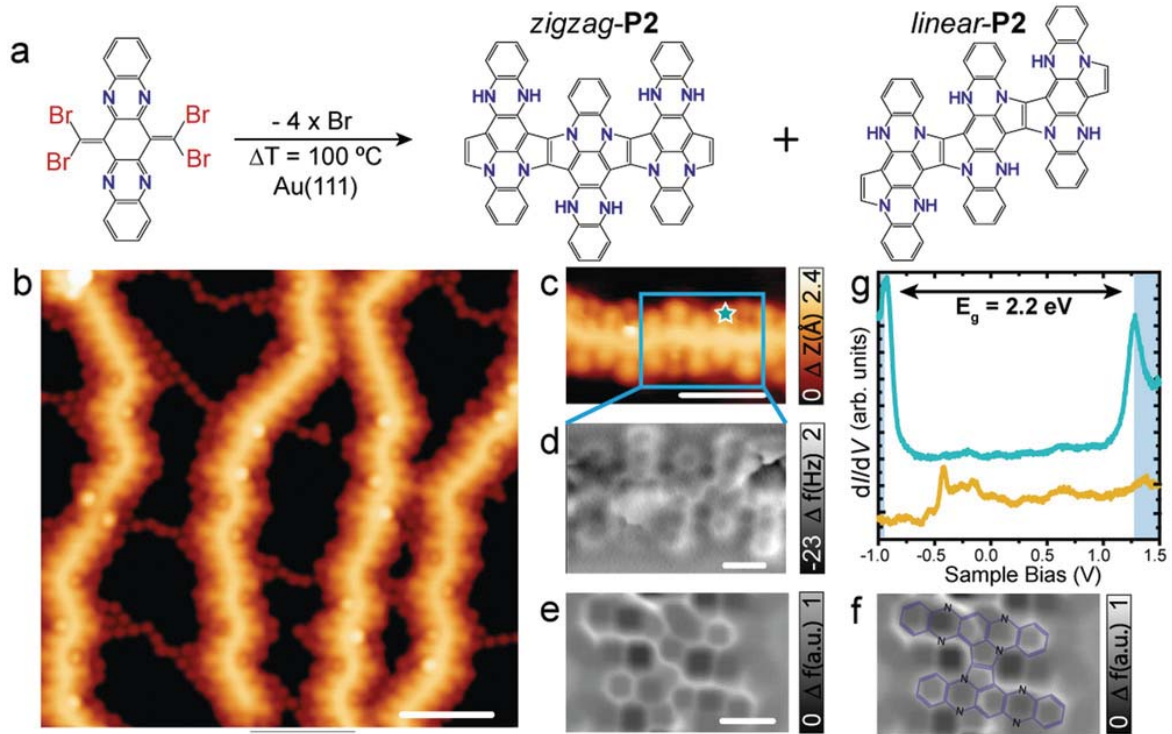 a
zigzag-P2
linear-P2
Br
Br
Br
Br
N
N
N
N
- 4 x Br
ΔT = 100 ºC
Au(111)
HN
NH
NH
HN
N
N
N
N
N
N
HN
NH
+
HN
N
HN
N
NH
HN
N
NH
N
NH
b
c
0 Δ Z(Å) 2.4
d
-23 Δ f(Hz) 2
e
0 Δ f(a.u.) 1
g
Eg = 2.2 eV
dI/dV (arb. units)
-1.0 -0.5 0.0 0.5 1.0 1.5
Sample Bias (V)
f
N
N
N
N
N
N
N
N
0 Δ f(a.u.) 1